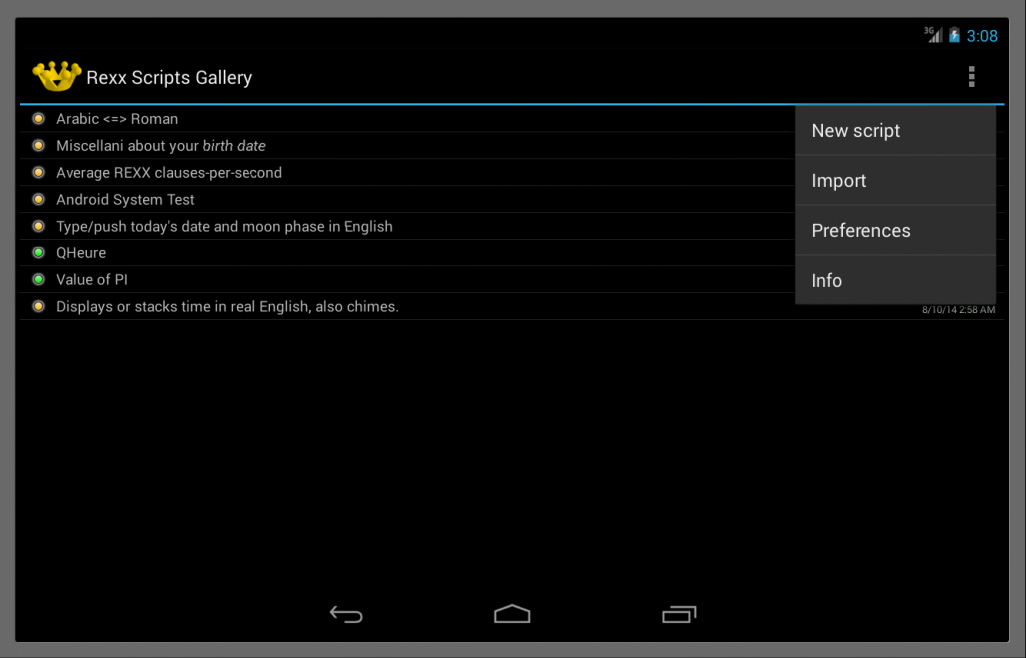 3G 3:08
Rexx Scripts Gallery
Arabic <=> Roman
Miscellani about your birth date
Average REXX clauses-per-second
Android System Test
Type/push today's date and moon phase in English
QHeure
Value of PI
Displays or stacks time in real English, also chimes.
8/10/14 2:58 AM
New script
Import
Preferences
Info